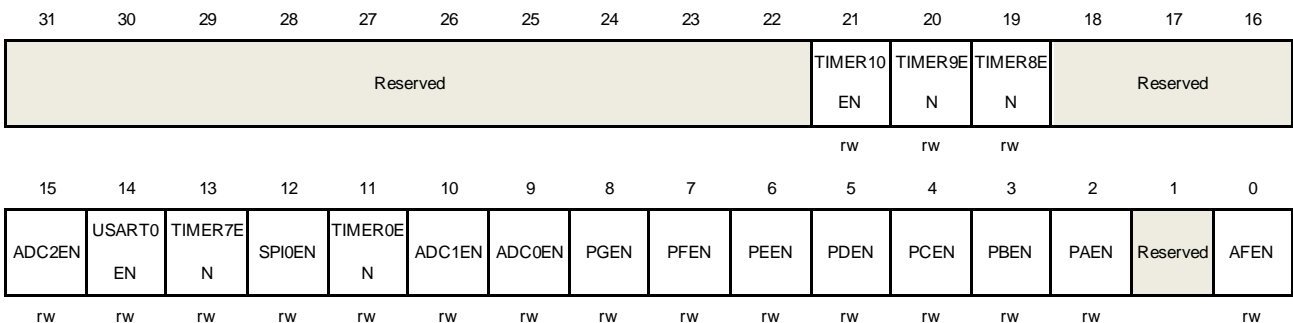 31 30 29 28 27 26 25 24 23 22 21 20 19 18 17 16
Reserved TIMER10 EN TIMER9E N TIMER8E N Reserved
rw rw rw
15 14 13 12 11 10 9 8 7 6 5 4 3 2 1 0
ADC2EN USART0 EN TIMER7E N SPI0EN TIMER0E N ADC1EN ADC0EN PGEN PFEN PEEN PDEN PCEN PBEN PAEN Reserved AFEN
rw rw rw rw rw rw rw rw rw rw rw rw rw rw rw